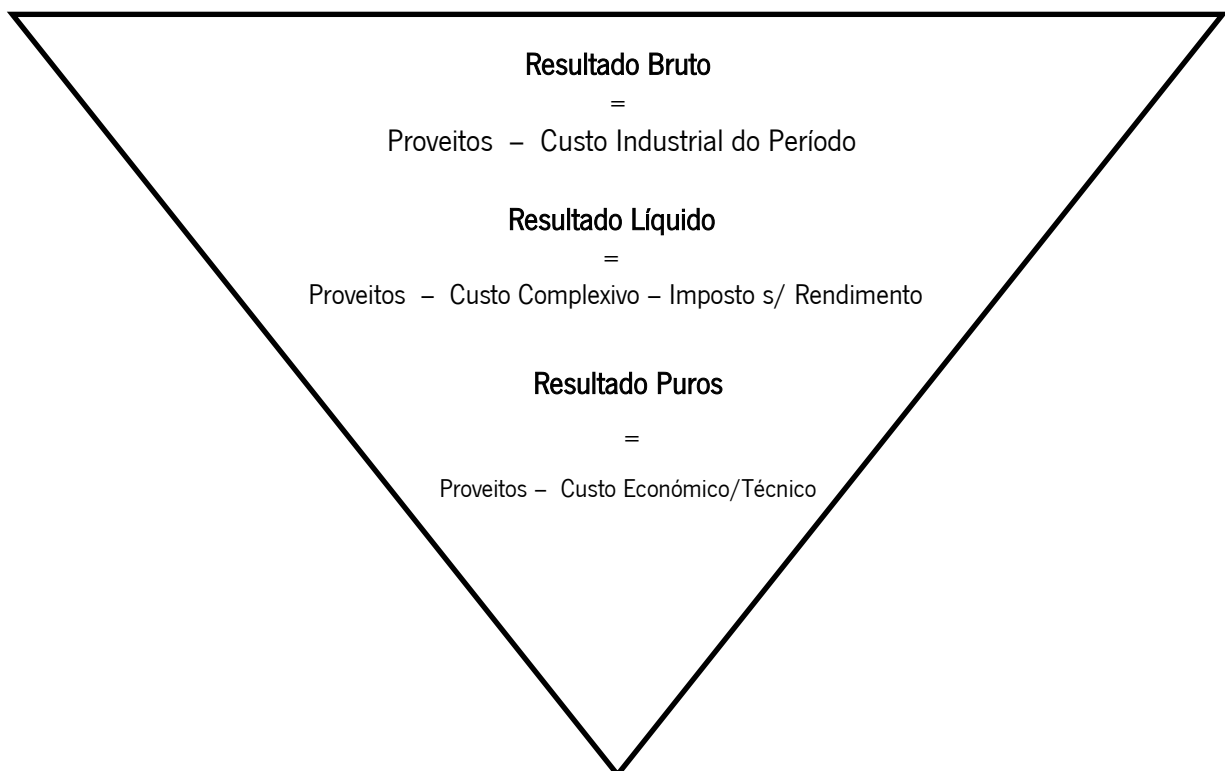 Resultado Bruto
=
Proveitos – Custo Industrial do Período
Resultado Líquido
=
Proveitos – Custo Complexivo – Imposto s/ Rendimento
Resultado Puros
=
Proveitos – Custo Económico/Técnico